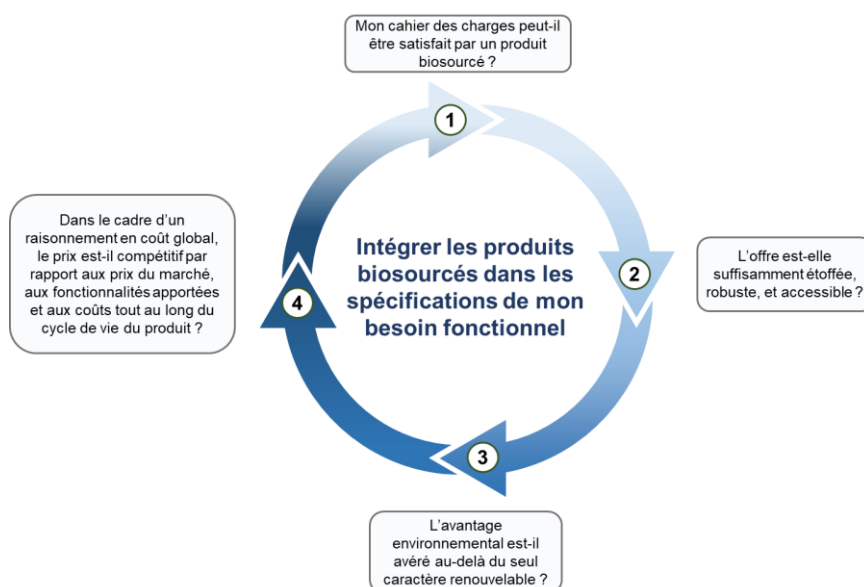 Mon cahier des charges peut-il
être satisfait par un produit
biosourcé ?
1
Intégrer les produits
biosourcés dans les
spécifications de mon
besoin fonctionnel
2
L'offre est-elle
suffisamment étoffée,
robuste, et accessible ?
3
L'avantage
environnemental est-il
avéré au-delà du seul
caractère renouvelable ?
4
Dans le cadre d'un
raisonnement en coût global,
le prix est-il compétitif par
rapport aux prix du marché,
aux fonctionnalités apportées
et aux coûts tout au long du
cycle de vie du produit ?